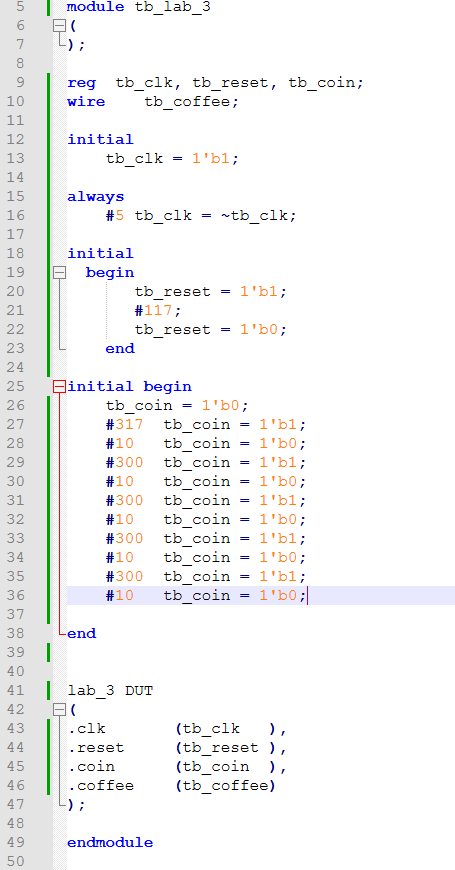 5 module tb_lab_3
6 (
7 );
8
9 reg  tb_clk, tb_reset, tb_coin;
10 wire    tb_coffee;
11
12 initial
13     tb_clk = 1'b1;
14
15 always
16     #5 tb_clk = ~tb_clk;
17
18 initial
19   begin
20        tb_reset = 1'b1;
21        #117;
22        tb_reset = 1'b0;
23     end
24
25 initial begin
26     tb_coin = 1'b0;
27     #317  tb_coin = 1'b1;
28     #10   tb_coin = 1'b0;
29     #300  tb_coin = 1'b1;
30     #10   tb_coin = 1'b0;
31     #300  tb_coin = 1'b1;
32     #10   tb_coin = 1'b0;
33     #300  tb_coin = 1'b1;
34     #10   tb_coin = 1'b0;
35     #300  tb_coin = 1'b1;
36     #10   tb_coin = 1'b0;
37
38 end
39
40
41 lab_3 DUT
42 (
43 .clk       (tb_clk   ),
44 .reset     (tb_reset ),
45 .coin      (tb_coin  ),
46 .coffee    (tb_coffee)
47 );
48
49 endmodule
50